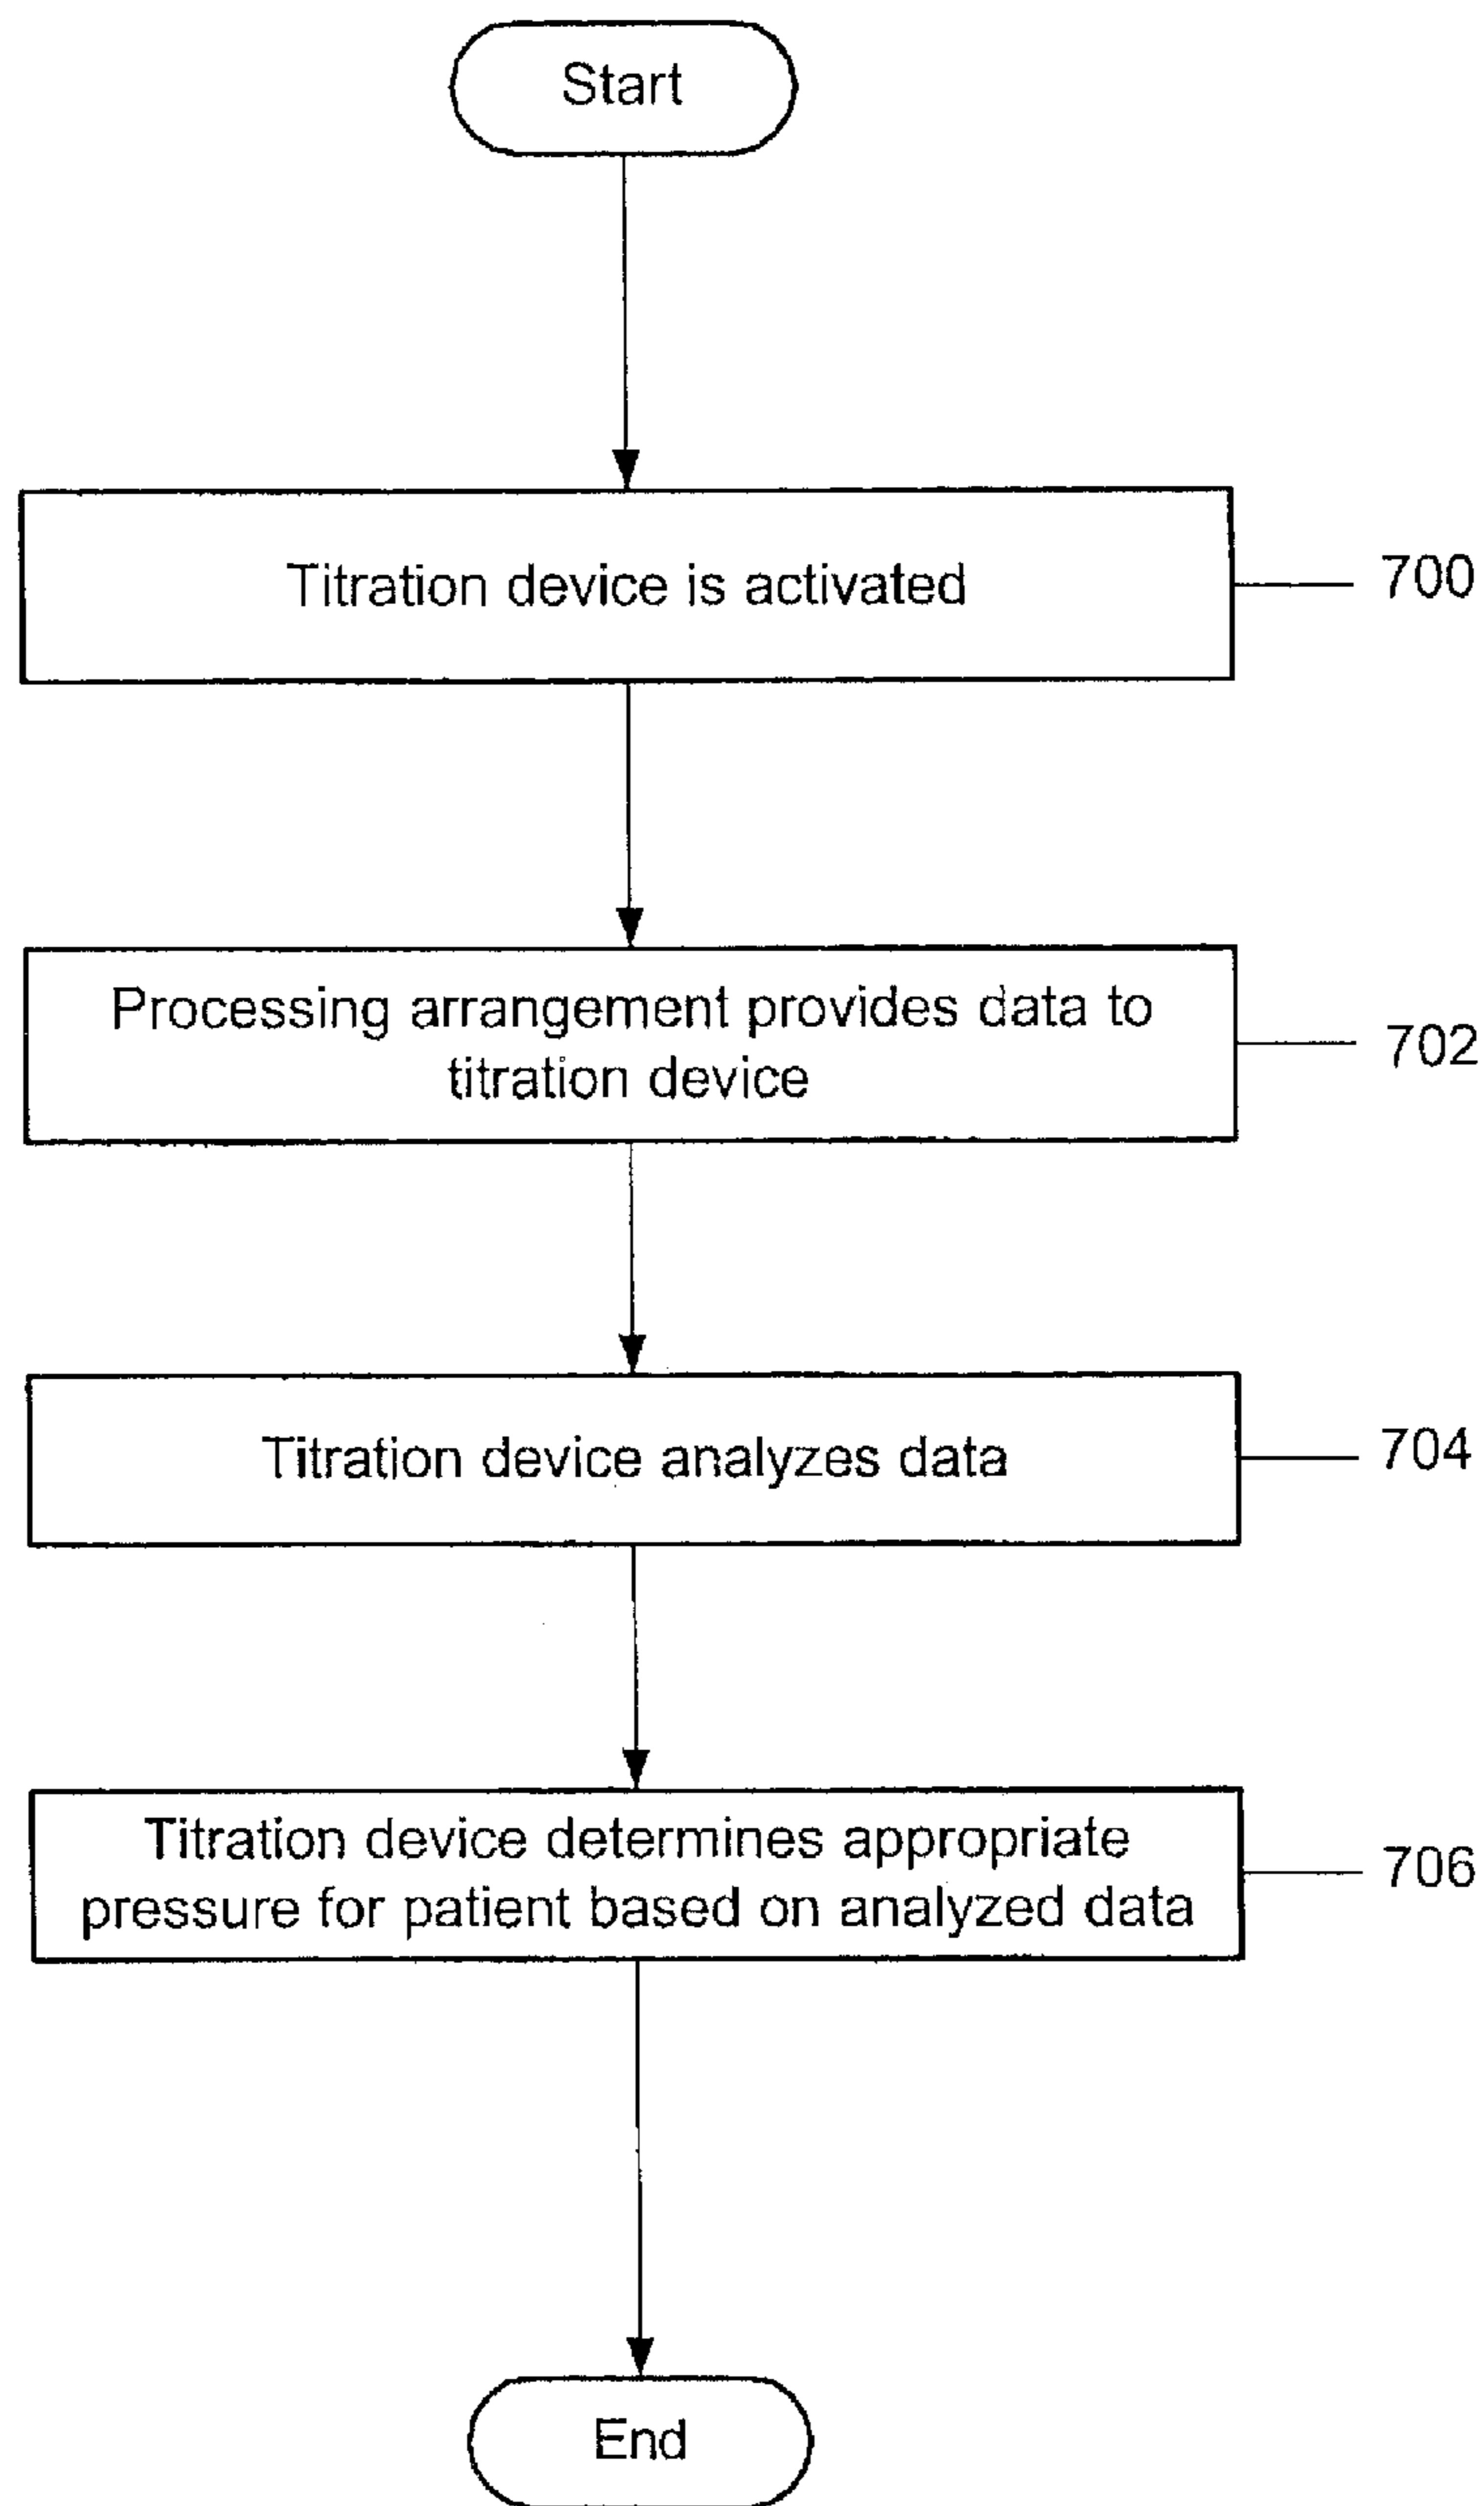 Start
Titration device is activated
700
Processing arrangement provides data to
titration device
702
Titration device analyzes data
704
Titration device determines appropriate
pressure for patient based on analyzed data
706
End